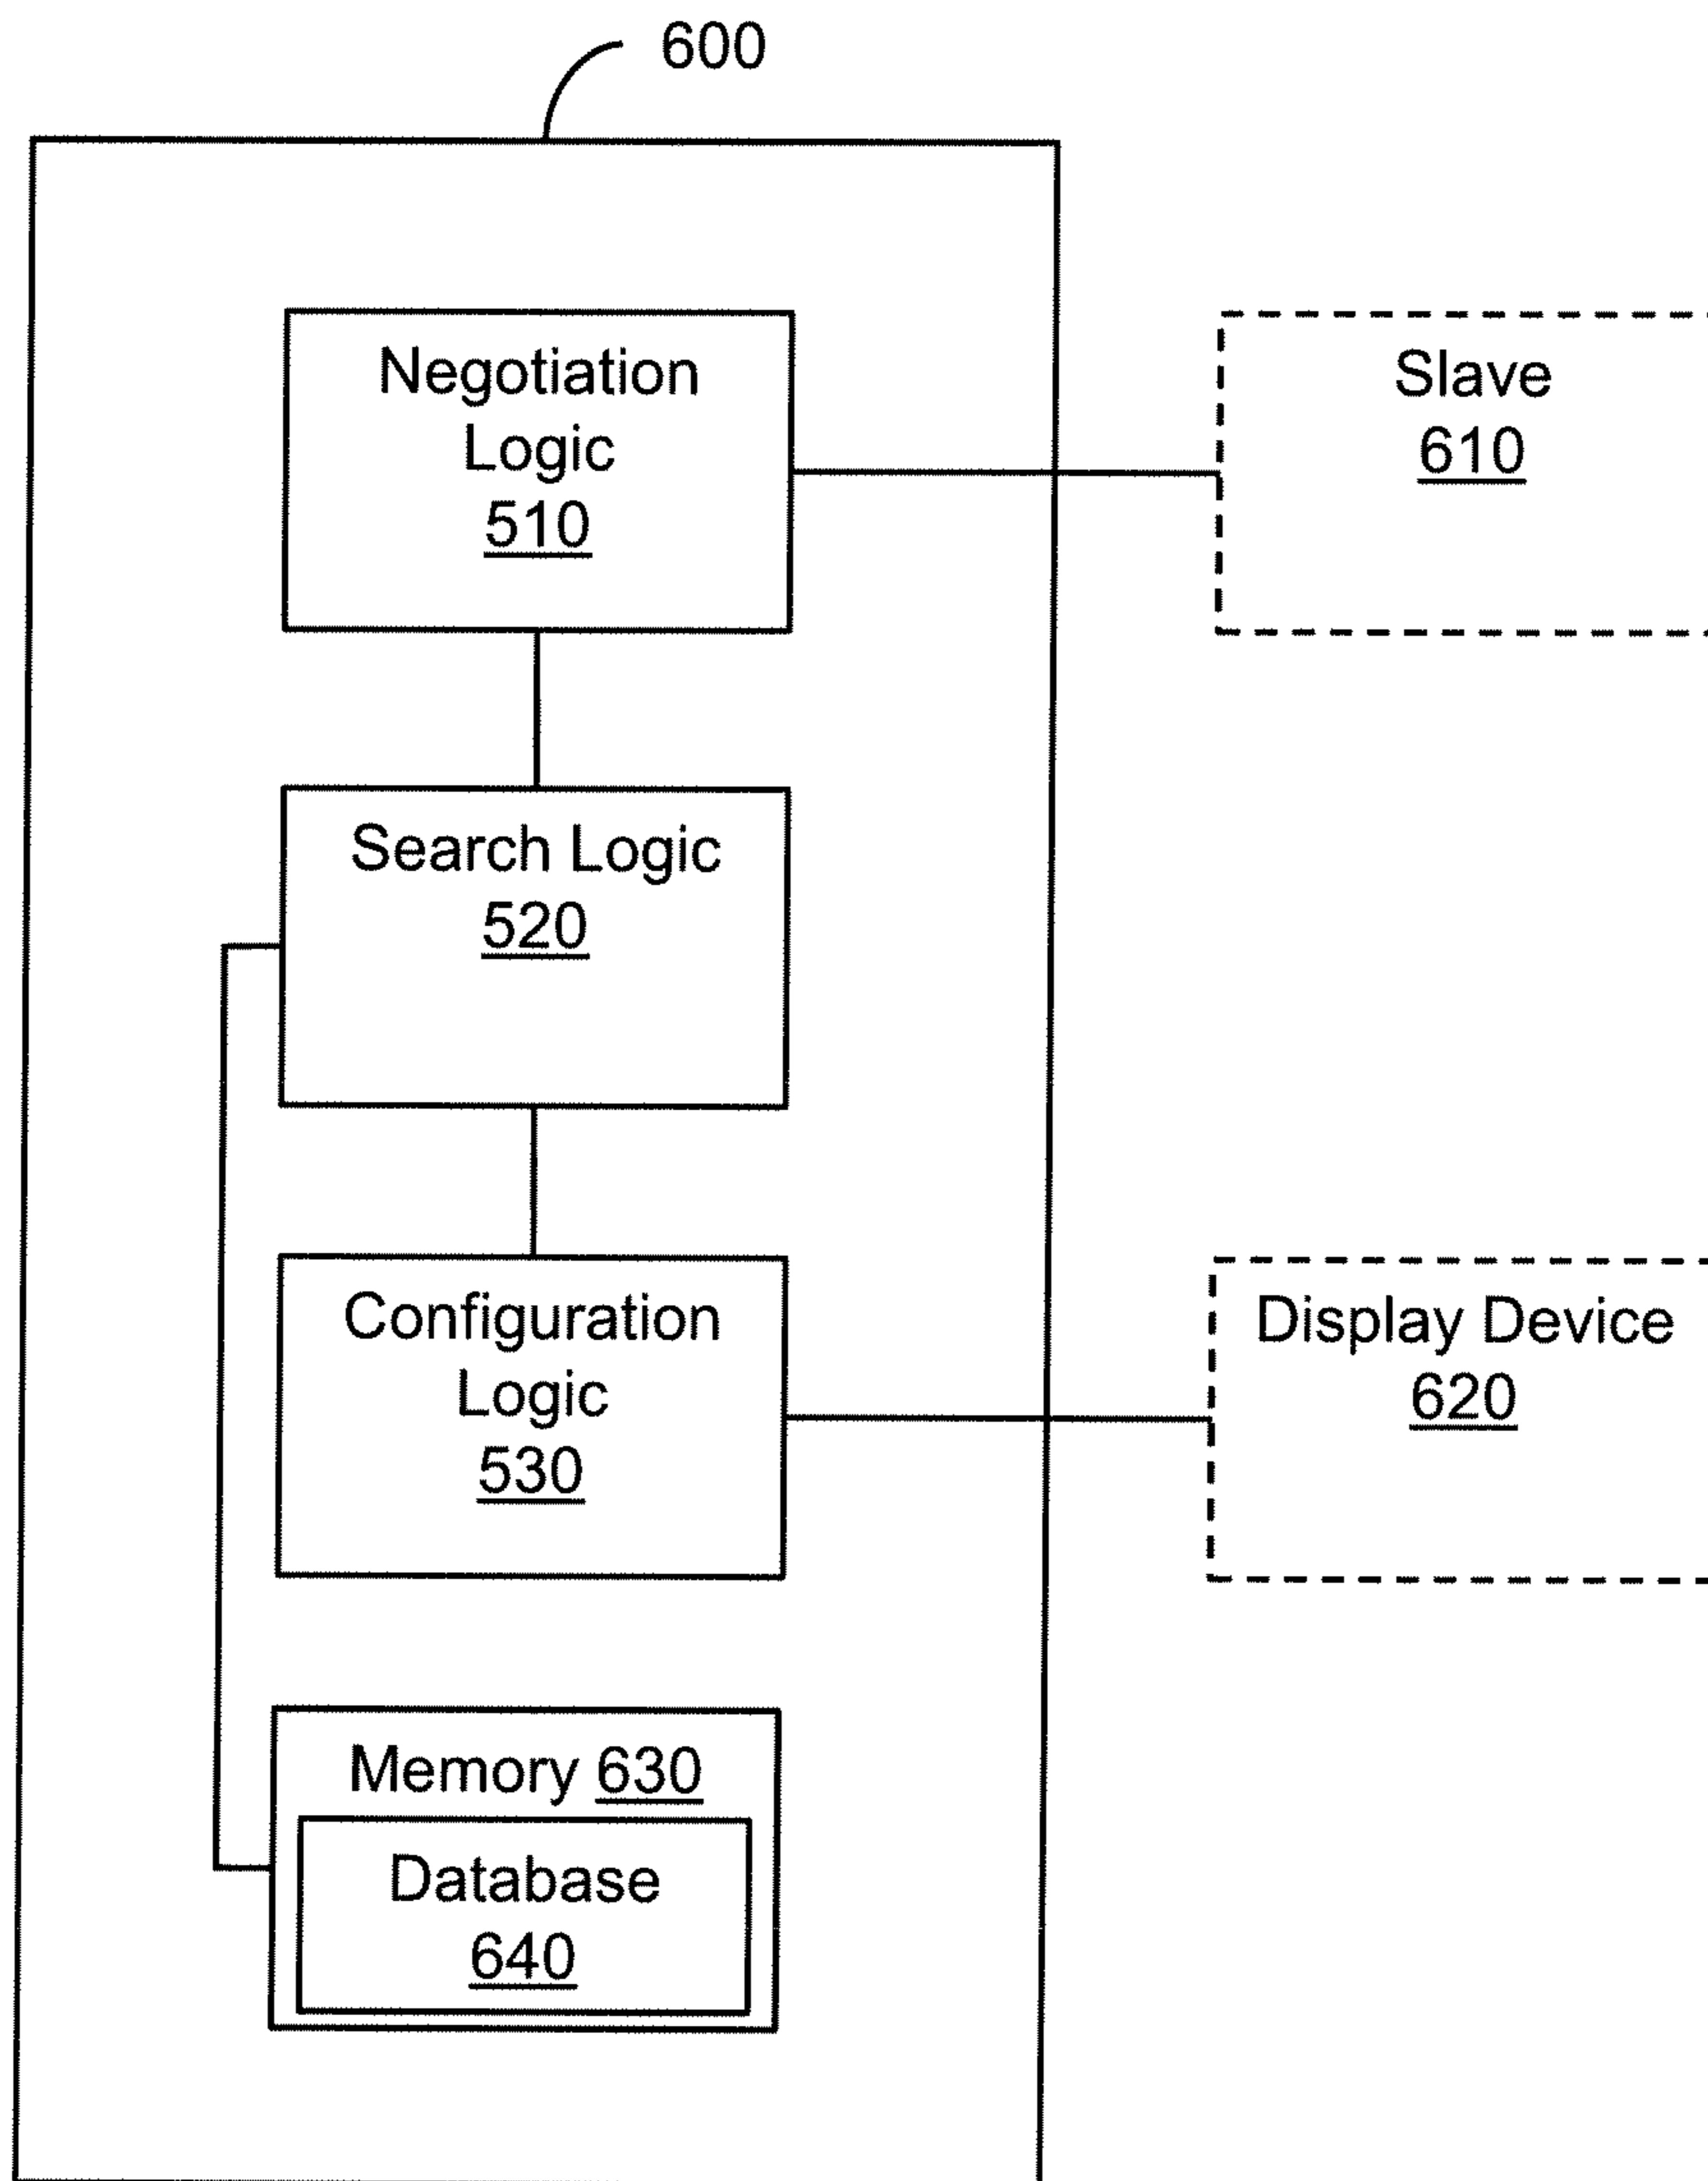 600
Negotiation
Logic
510
Slave
610
Search Logic
520
Configuration
Logic
530
Display Device
620
Memory 630
Database
640